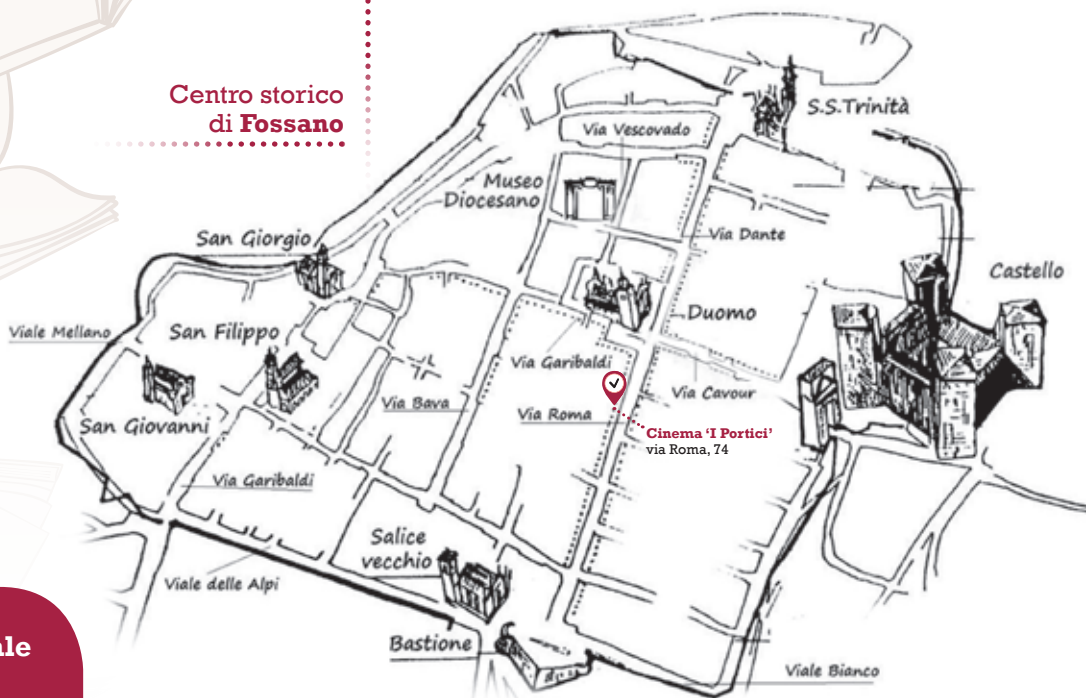 Centro storico
di Fossano
S.S.Trinità
Via Vescovado
Museo
Diocesano
Via Dante
San Giorgio
Castello
Duomo
Viale Mellano
San Filippo
Via Garibaldi
Via Cavour
Via Bava
Via Roma
San Giovanni
Cinema 'I Portici'
via Roma, 74
Via Garibaldi
Salice
vecchio
Viale delle Alpi
Bastione
Viale Bianco